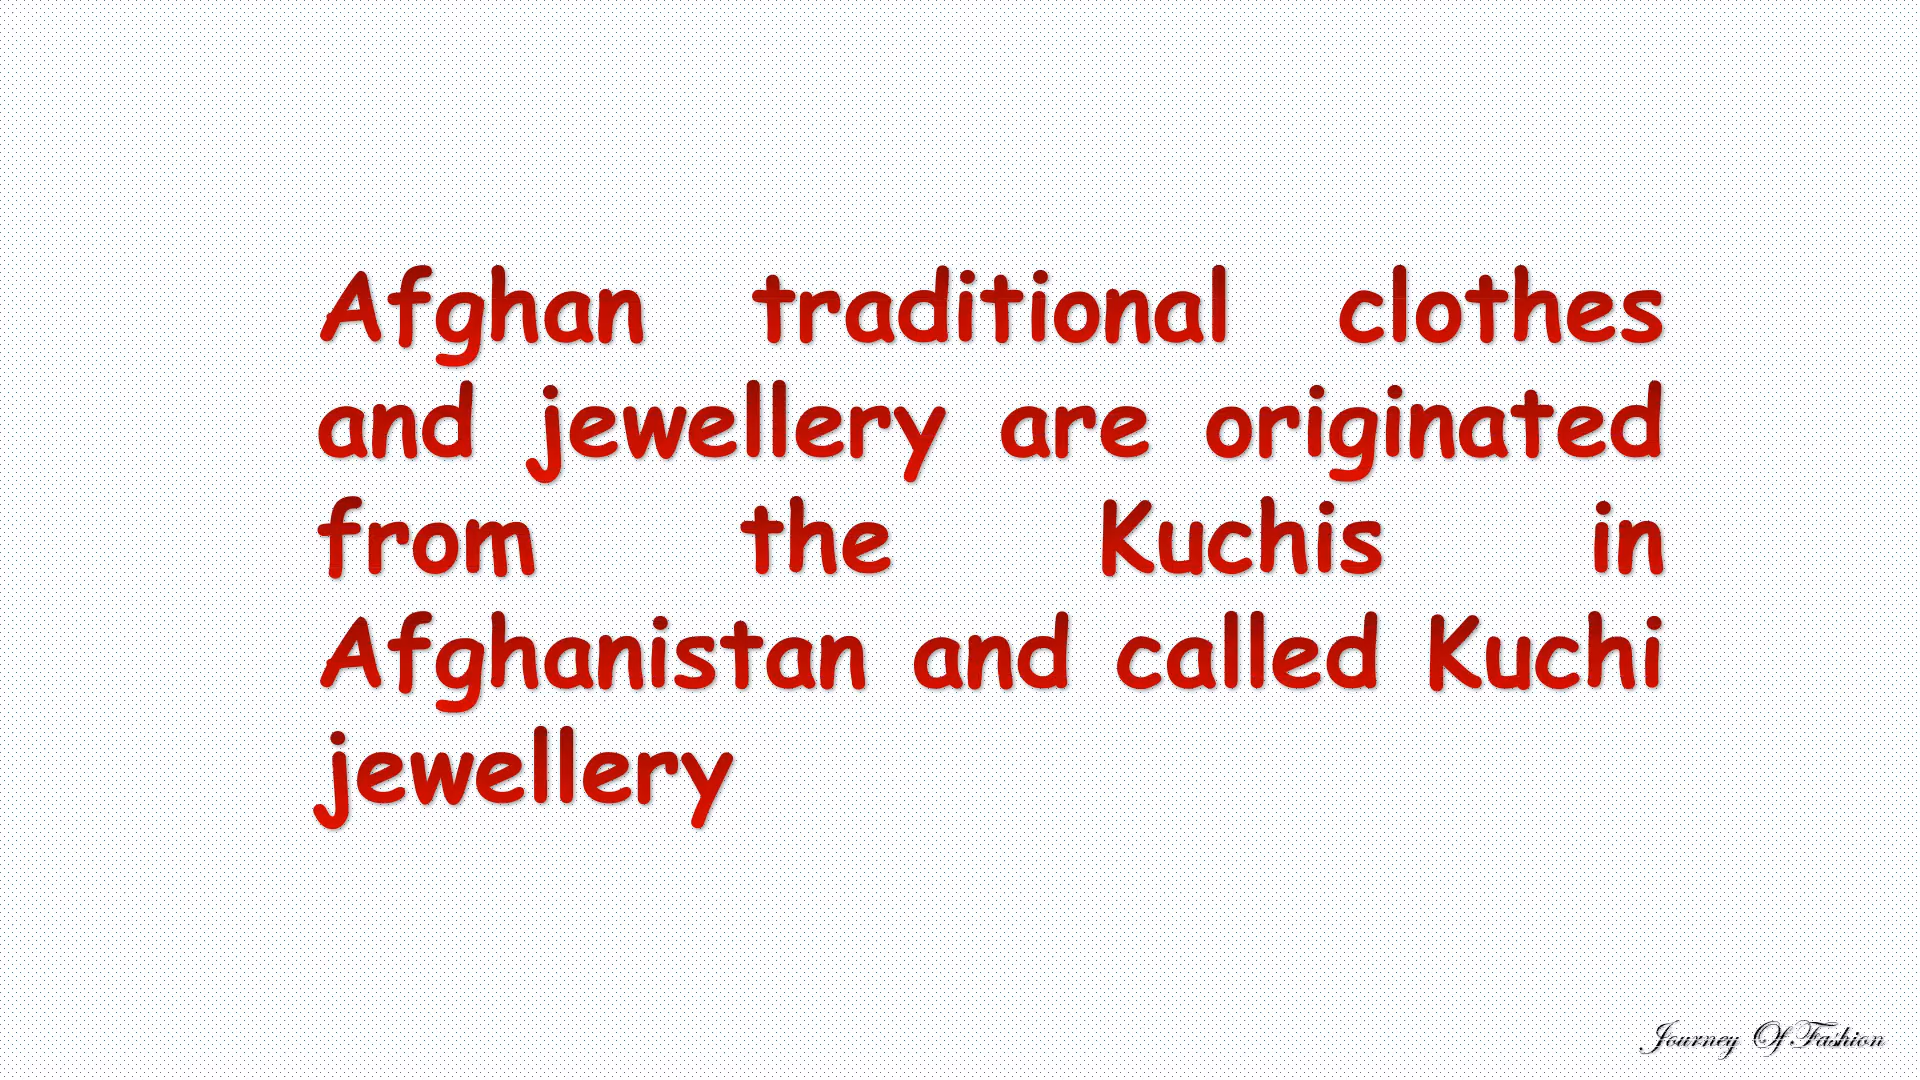 Afghan traditional clothes
and jewellery are originated
from the Kuchis in
Afghanistan and called Kuchi
jewellery
Journey Of Fashion